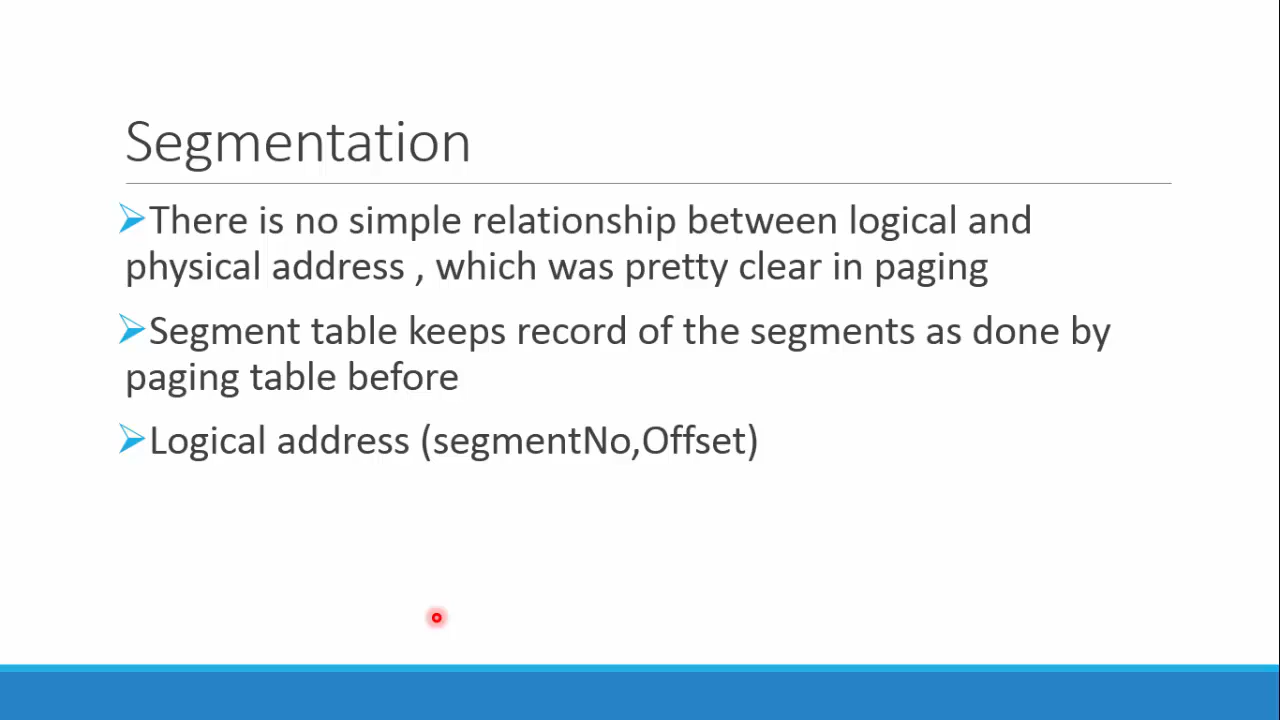 Segmentation
➢There is no simple relationship between logical and
physical address , which was pretty clear in paging
➢Segment table keeps record of the segments as done by
paging table before
➢Logical address (segmentNo,Offset)